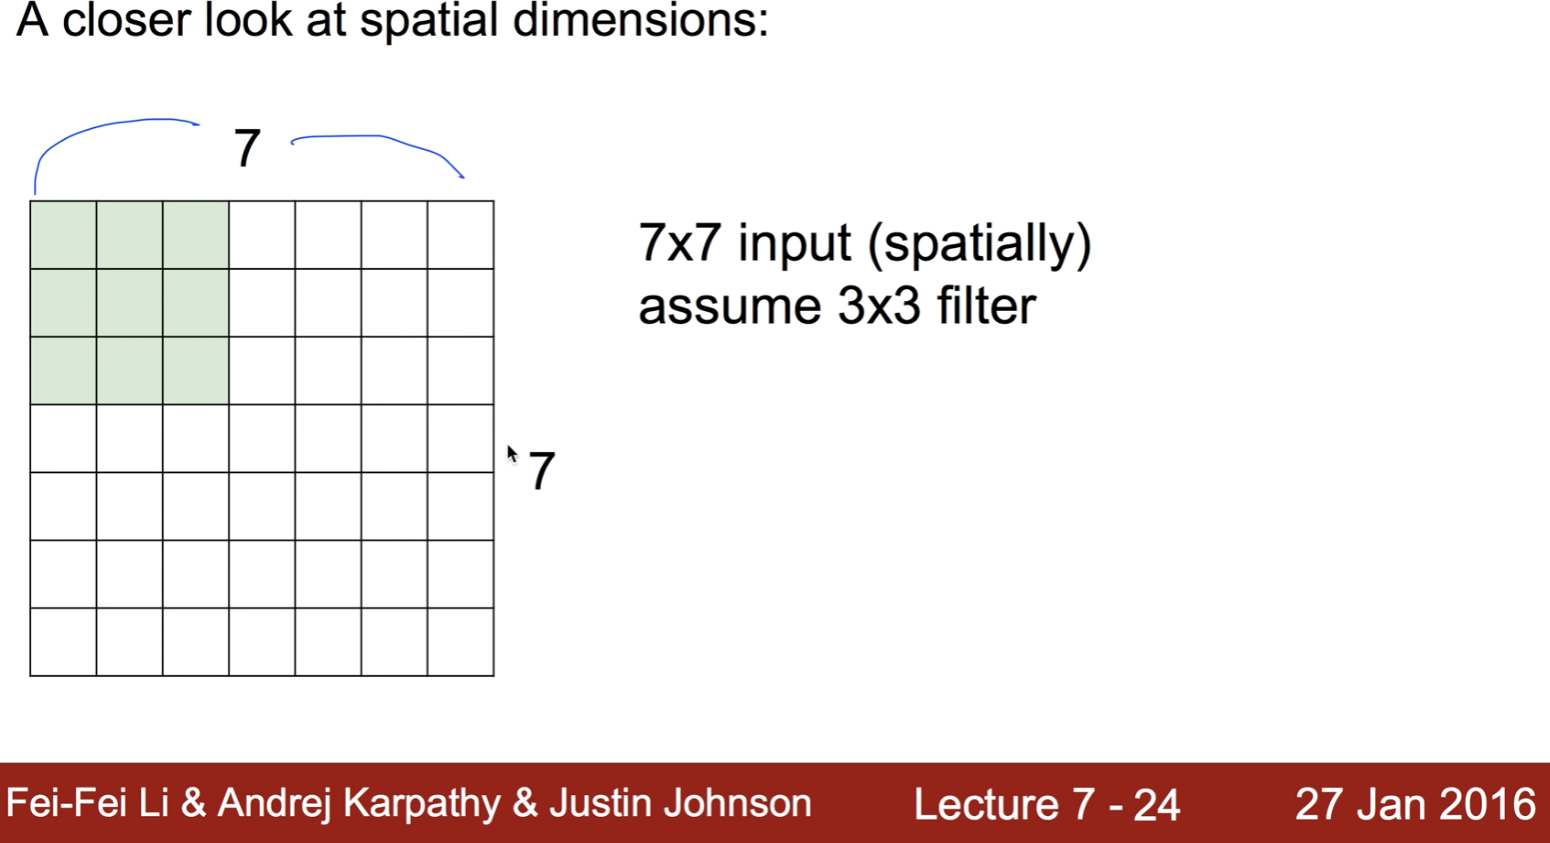 A closer look at spatial dimensions:
7
7x7 input (spatially)
assume 3x3 filter
7
Fei-Fei Li & Andrej Karpathy & Justin Johnson Lecture 7 - 24 27 Jan 2016